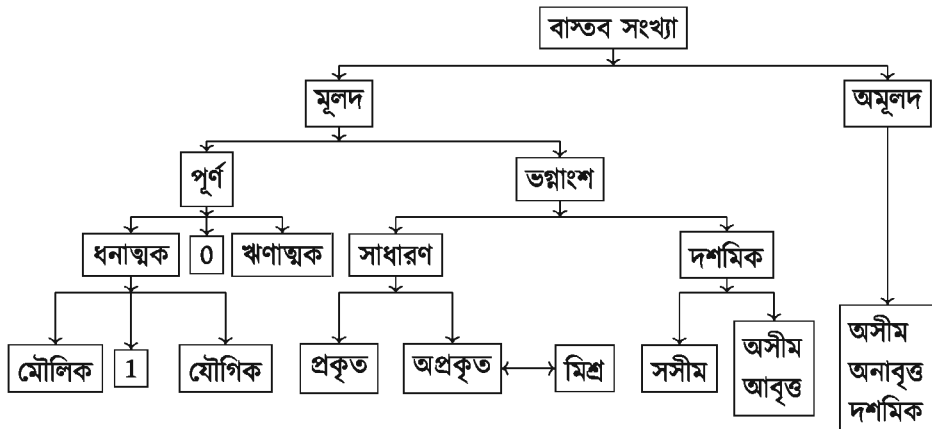 বাস্তব সংখ্যা
মূলদ
অমূলদ
পূর্ণ
ভগ্নাংশ
ধনাত্মক
0
ঋণাত্মক
সাধারণ
দশমিক
মৌলিক
1
যৌগিক
প্রকৃত
অপ্রকৃত
মিশ্র
সসীম
অসীম
আবৃত্ত
অসীম
অনাবৃত্ত
দশমিক